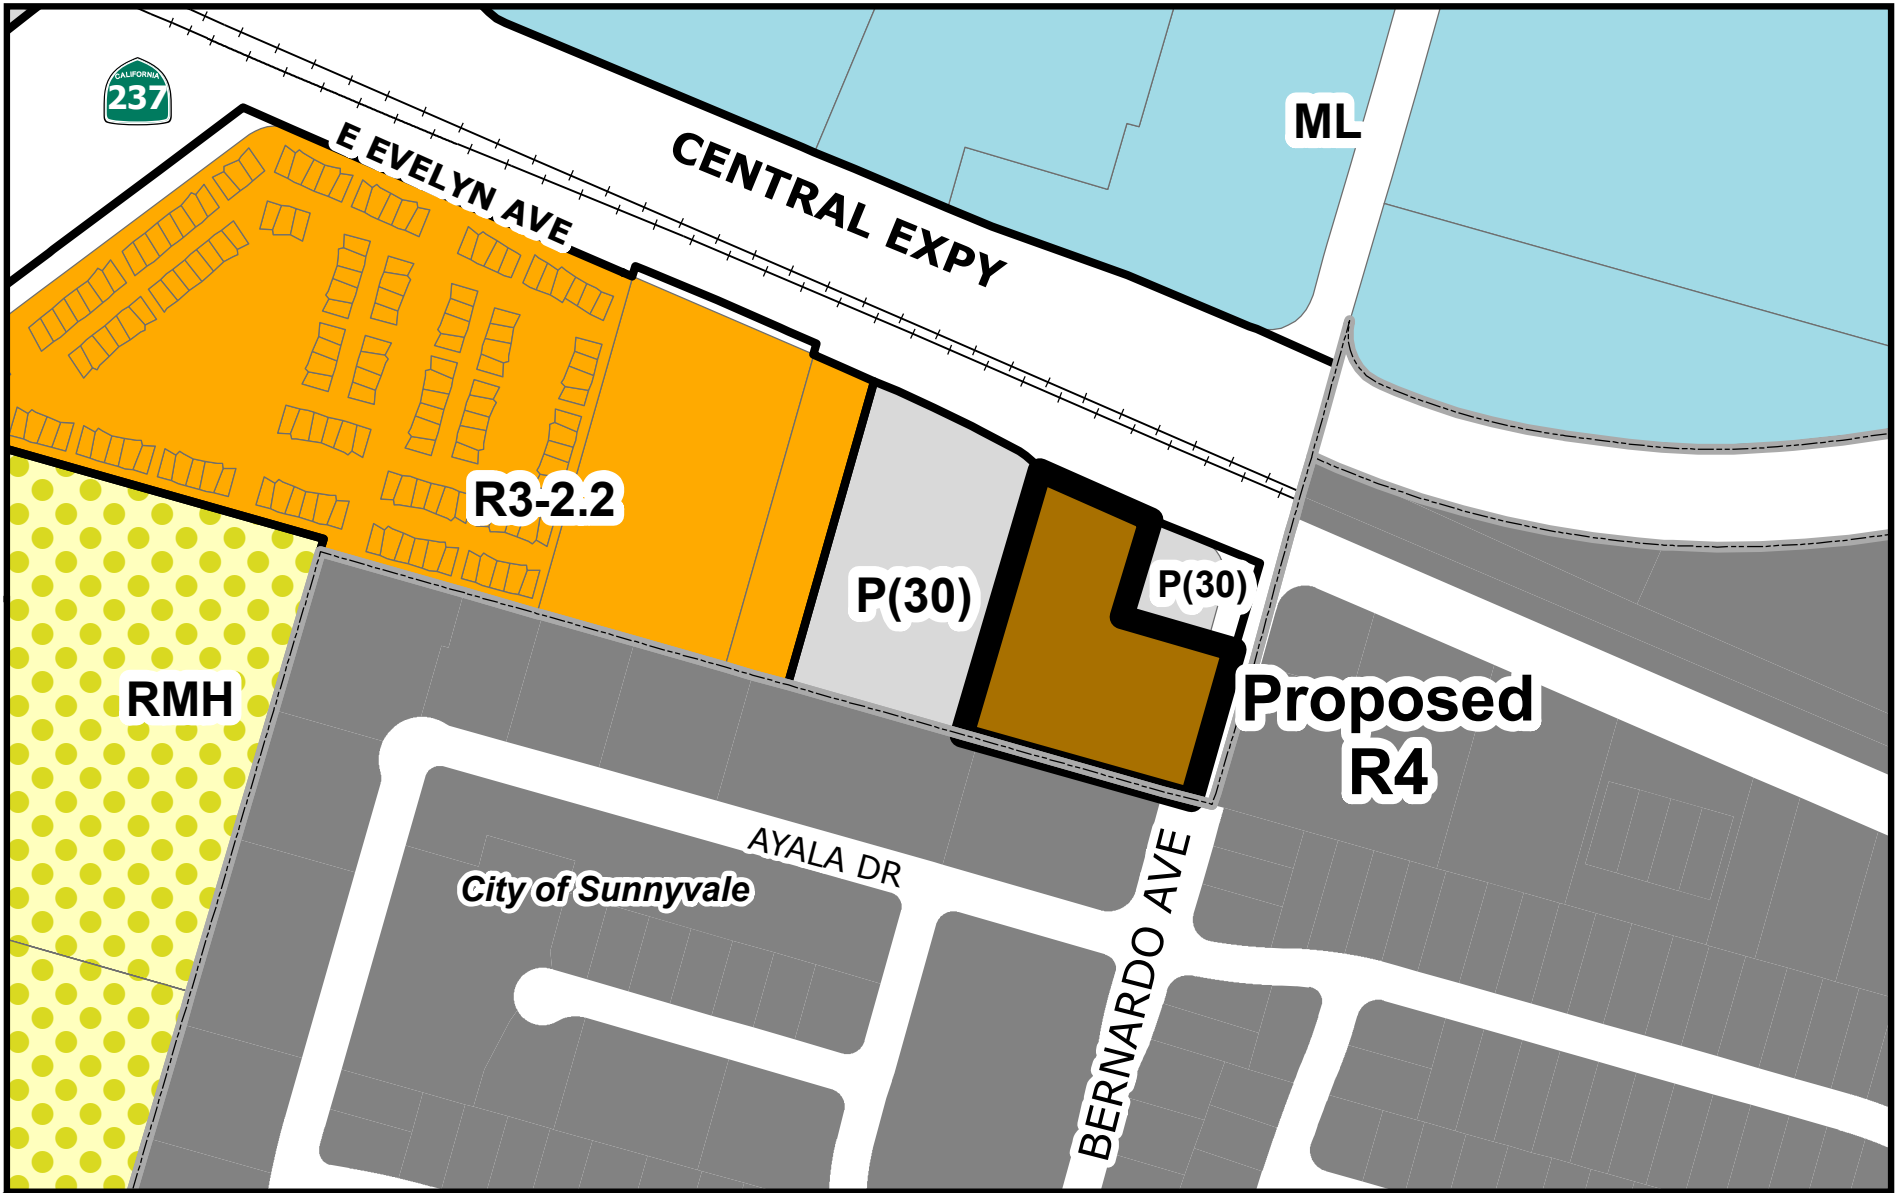 CALIFORNIA
237
ML
E EVELYN AVE
CENTRAL EXPY
R3-2.2
P(30)
P(30)
RMH
Proposed
R4
AYALA DR
City of Sunnyvale
BERNARDO AVE